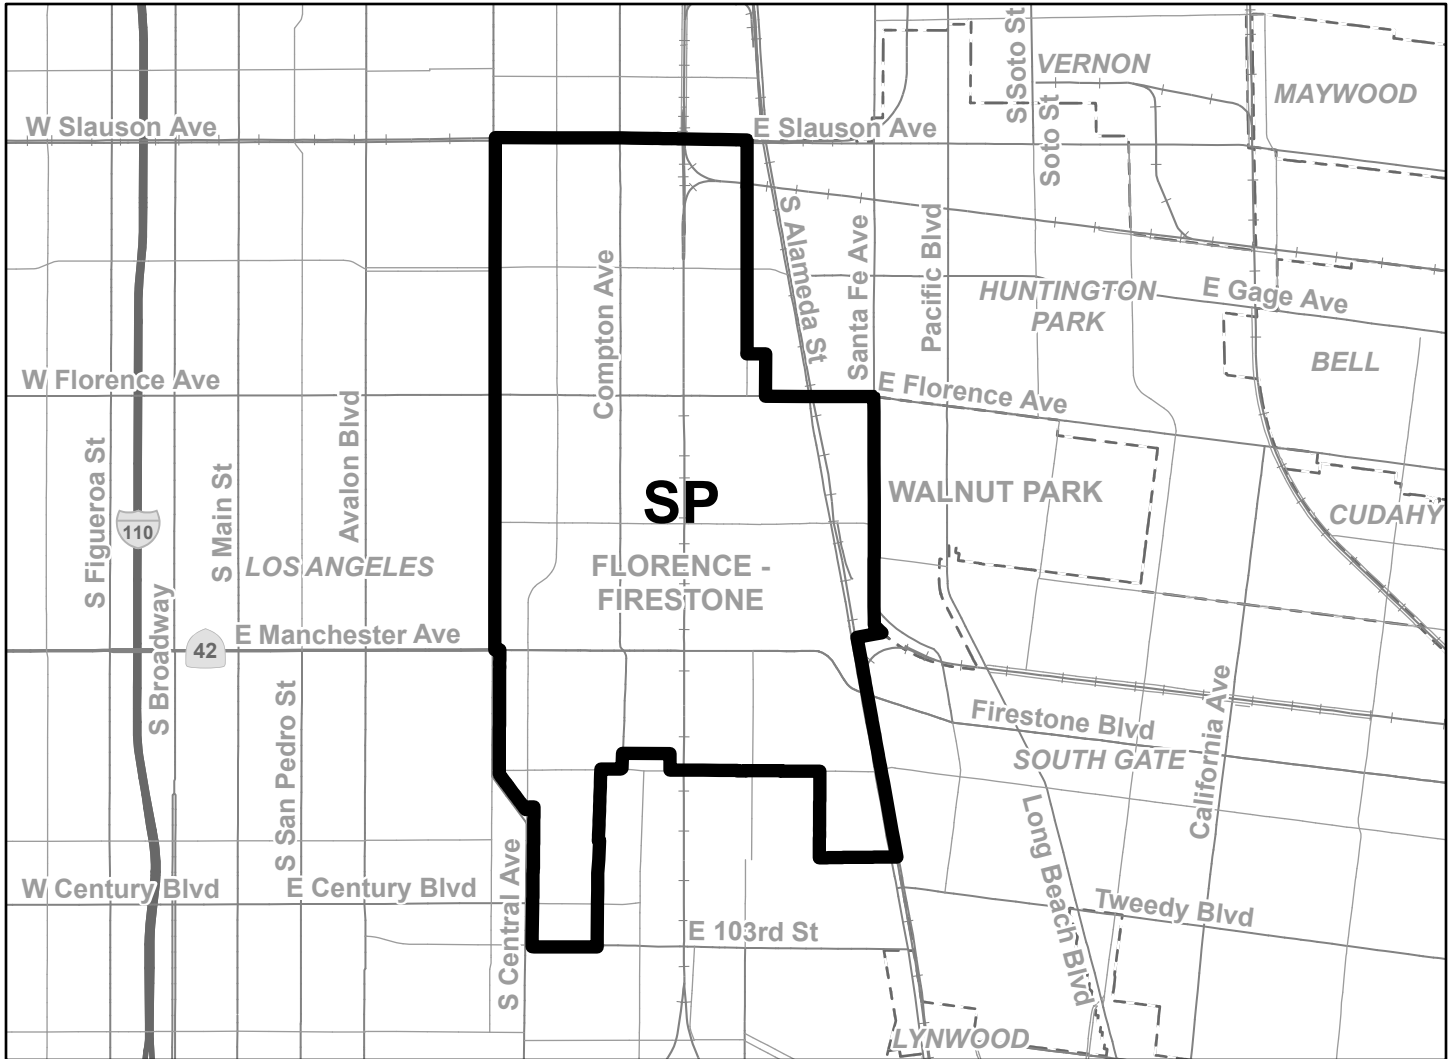 S Soto St
VERNON
MAYWOOD
W Slauson Ave
E Slauson Ave
Soto St
S Alameda St
Santa Fe Ave
Pacific Blvd
Compton Ave
HUNTINGTON
PARK
E Gage Ave
BELL
W Florence Ave
E Florence Ave
Avalon Blvd
S Figueroa St
S Main St
SP
WALNUT PARK
110
CUDAHY
LOS ANGELES
FLORENCE -
FIRESTONE
S Broadway
42
E Manchester Ave
S San Pedro St
Firestone Blvd
SOUTH GATE
California Ave
Long Beach Blvd
S Central Ave
W Century Blvd
E Century Blvd
Tweedy Blvd
E 103rd St
LYNWOOD